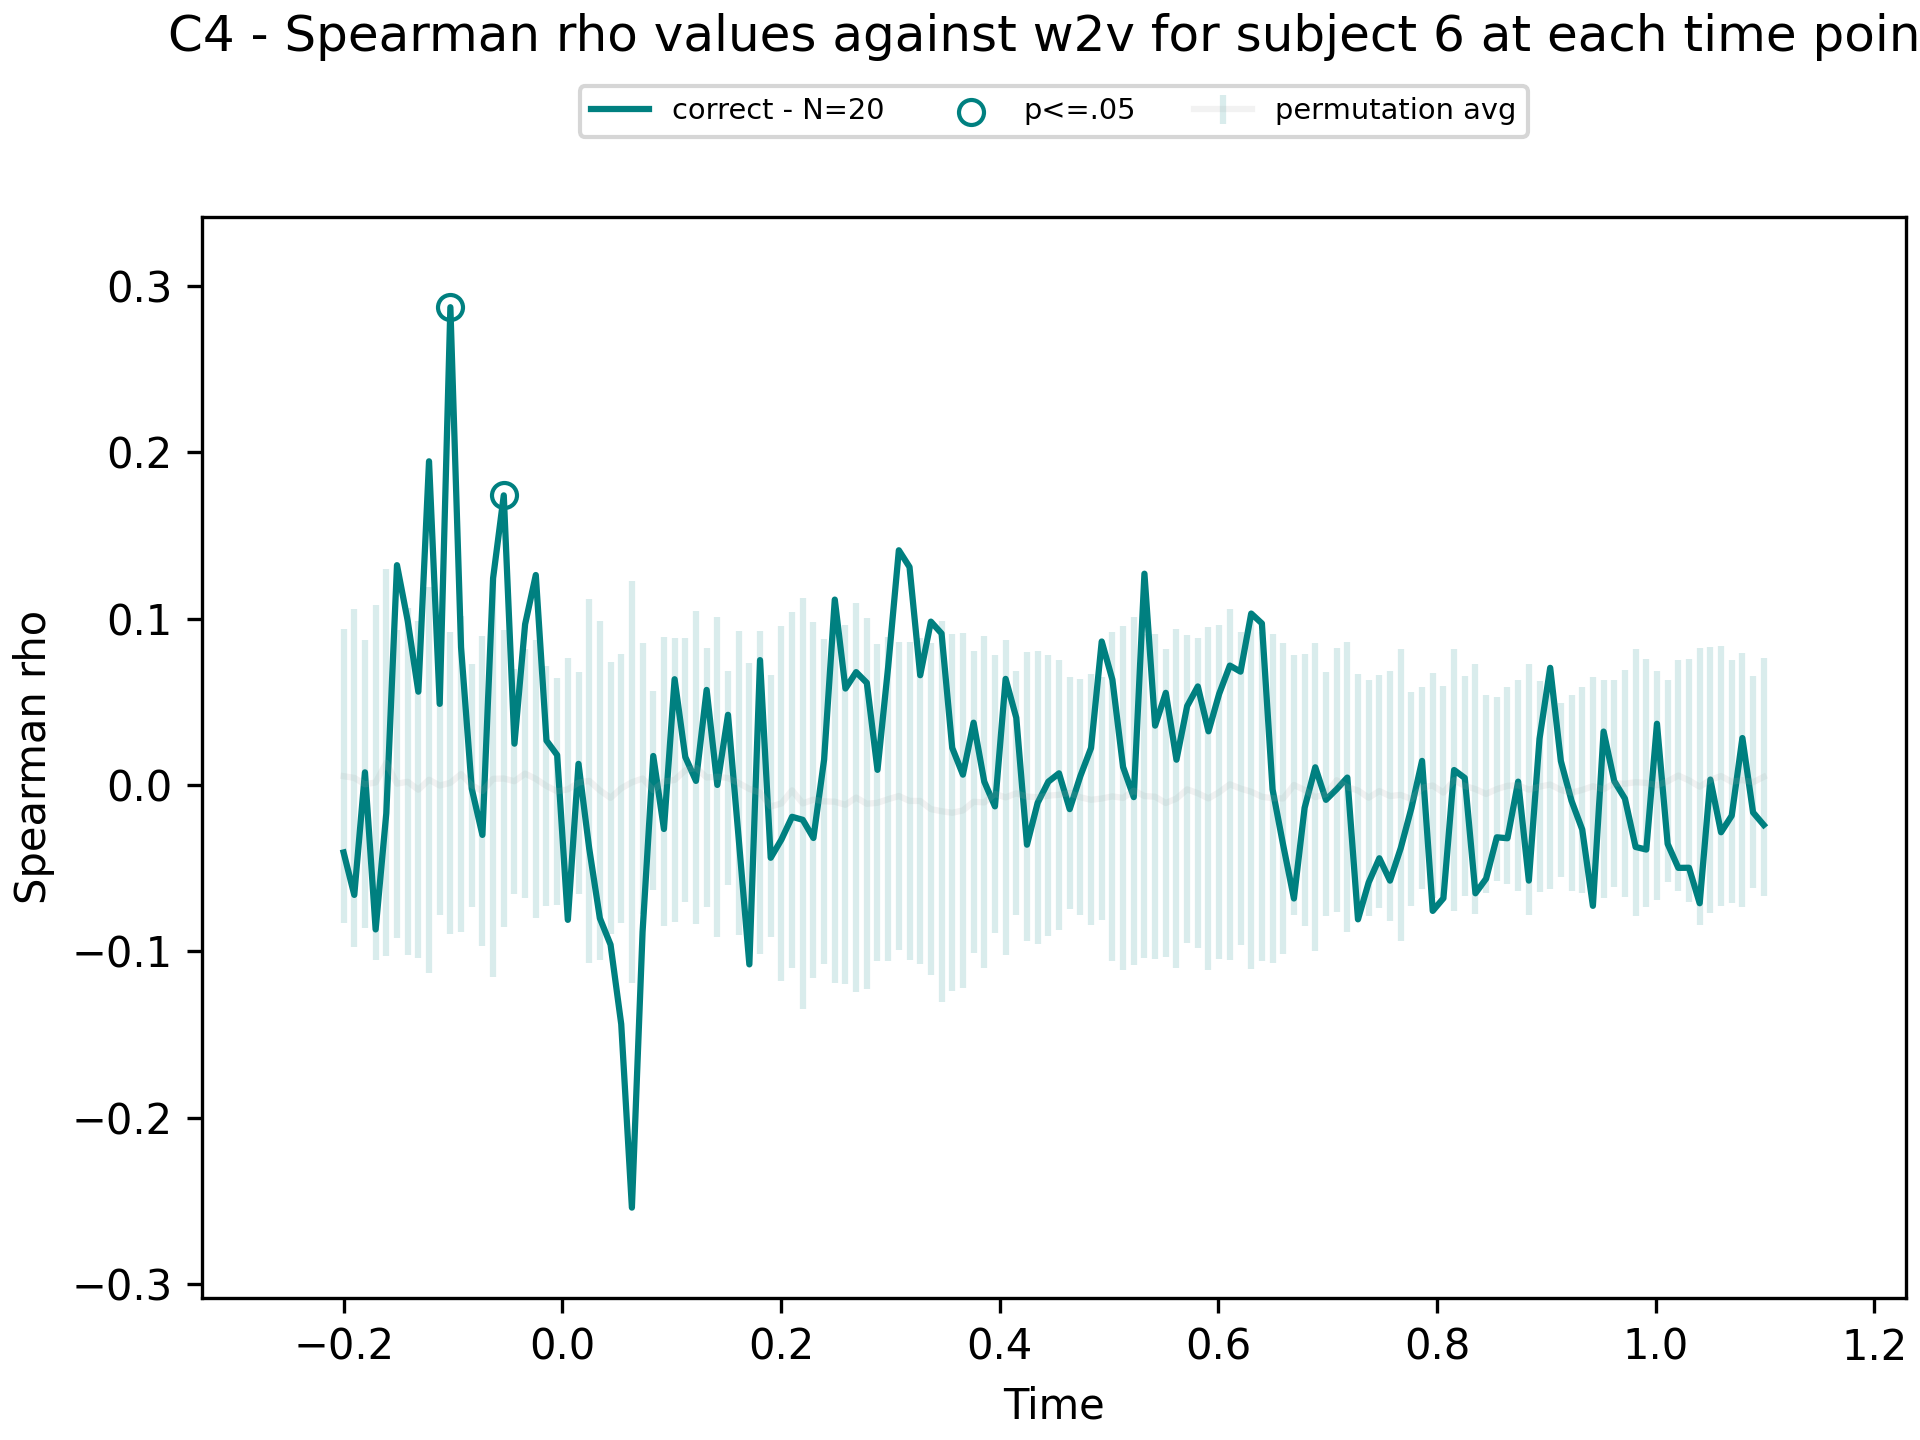 C4 - Spearman rho values against w2v for subject 6 at each time poin
correct - N=20 p<=.05 permutation avg
0.3
0.2
0.1
0.0
−0.1
−0.2
−0.3
Spearman rho
−0.2 0.0 0.2 0.4 0.6 0.8 1.0 1.2
Time